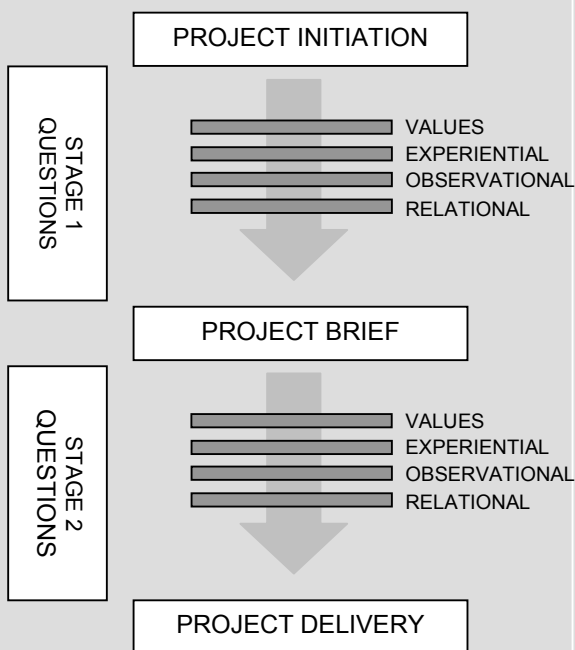 PROJECT INITIATION
STAGE 1
QUESTIONS
VALUES
EXPERIENTIAL
OBSERVATIONAL
RELATIONAL
PROJECT BRIEF
STAGE 2
QUESTIONS
VALUES
EXPERIENTIAL
OBSERVATIONAL
RELATIONAL
PROJECT DELIVERY